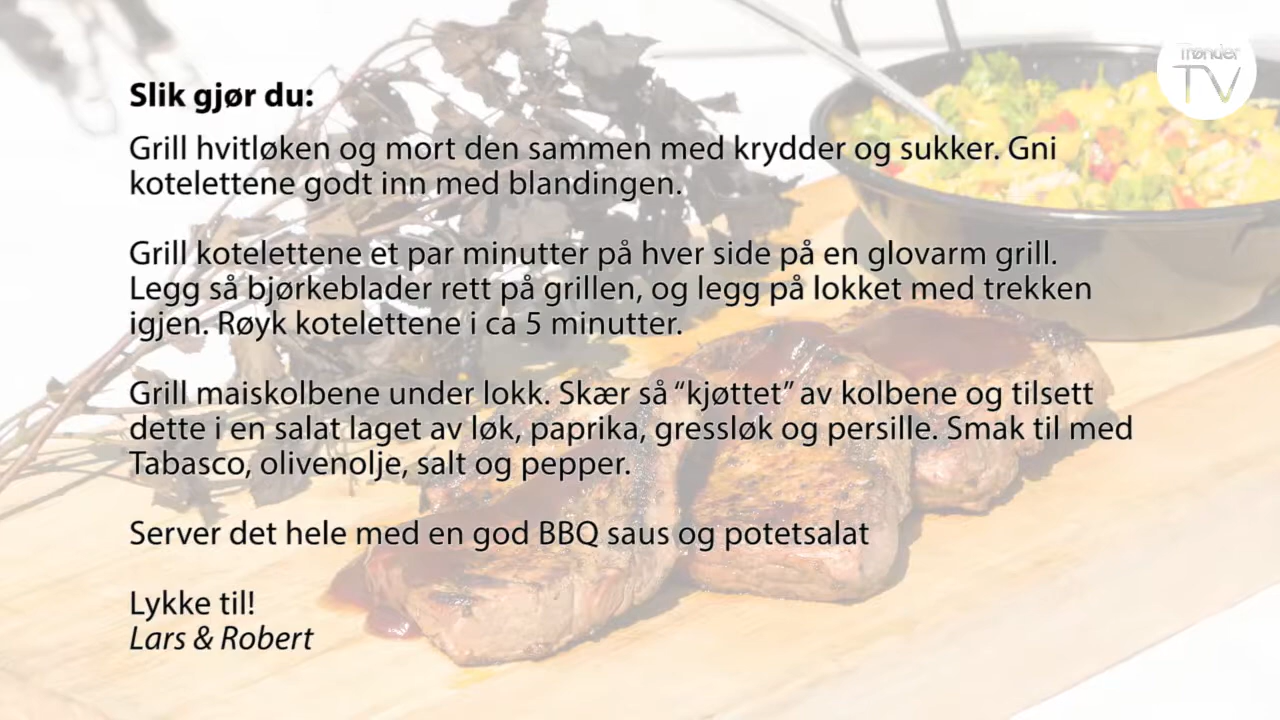 Trønder
TV
Slik gjør du:
Grill hvitløken og mort den sammen med krydder og sukker. Gni
kotelettene godt inn med blandingen.
Grill kotelettene et par minutter på hver side på en glovarm grill.
Legg så bjørkeblader rett på grillen, og legg på lokket med trekken
igjen. Røyk kotelettene i ca 5 minutter.
Grill maiskolbene under lokk. Skær så “kjøttet” av kolbene og tilsett
dette i en salat laget av løk, paprika, gressløk og persille. Smak til med
Tabasco, olivenolje, salt og pepper.
Server det hele med en god BBQ saus og potetsalat
Lykke til!
Lars & Robert